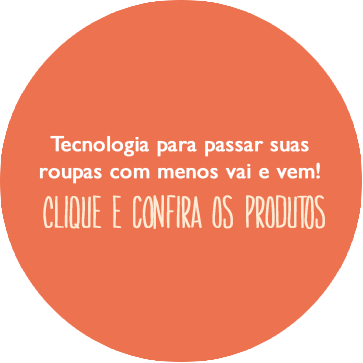 Tecnologia para passar suas
roupas com menos vai e vem!
CLIQUE E CONFIRA OS PRODUTOS